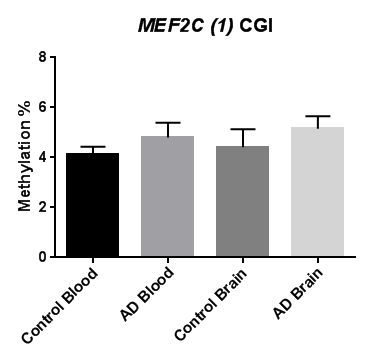 MEF2C (1) CGI
Methylation %
8
6
4
2
0
Control Blood
AD Blood
Control Brain
AD Brain